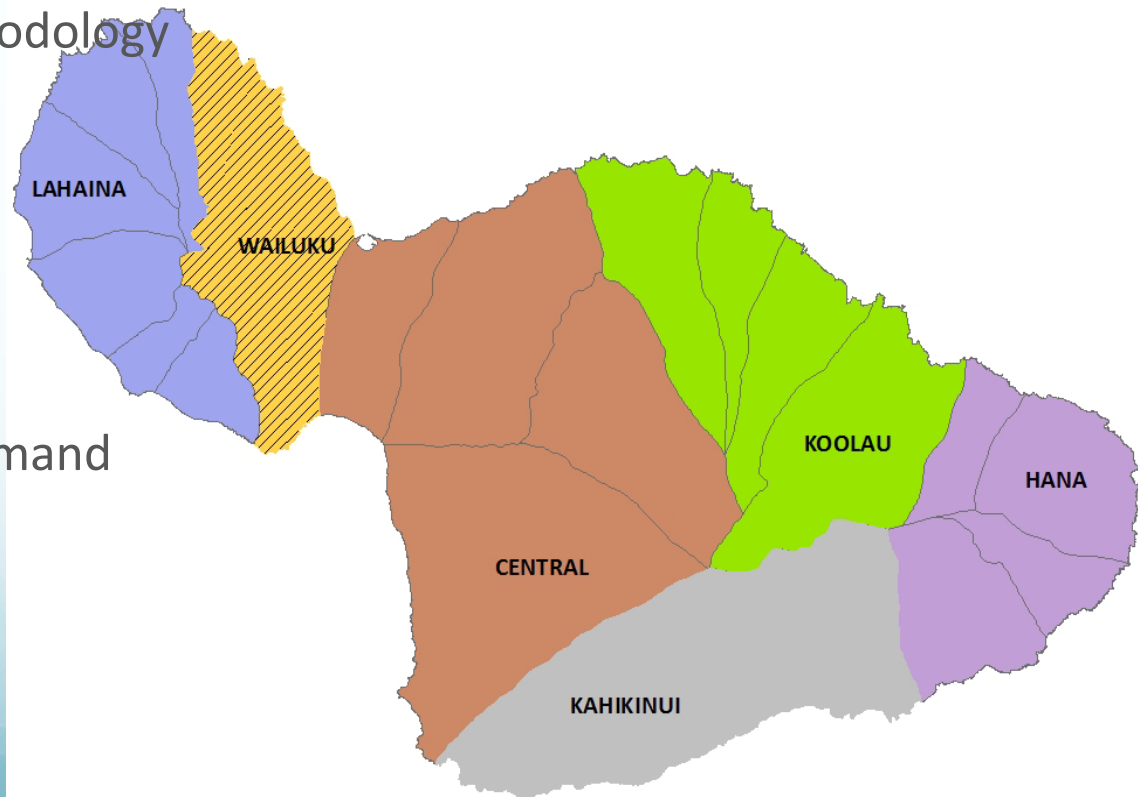 odology
LAHAINA
WAILUKU
mand
KOOLAU
HANA
CENTRAL
KAHIKINUI